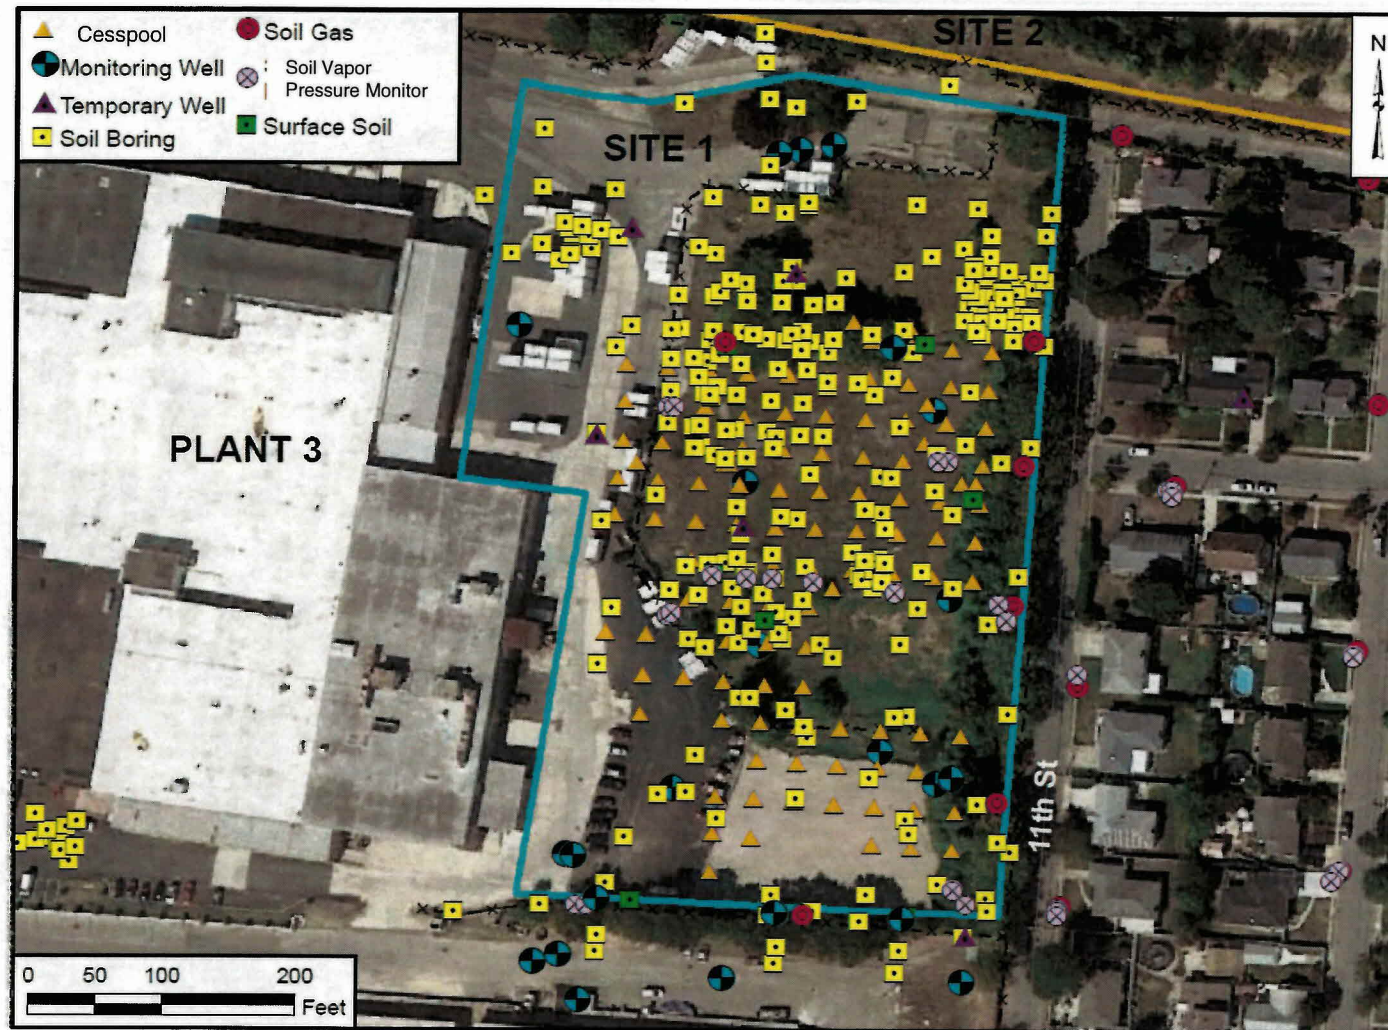 Cesspool
Soil Gas
Monitoring Well
Soil Vapor
Pressure Monitor
Temporary Well
Soil Boring
Surface Soil
SITE 2
N
SITE 1
PLANT 3
11th St
0 50 100 200
Feet